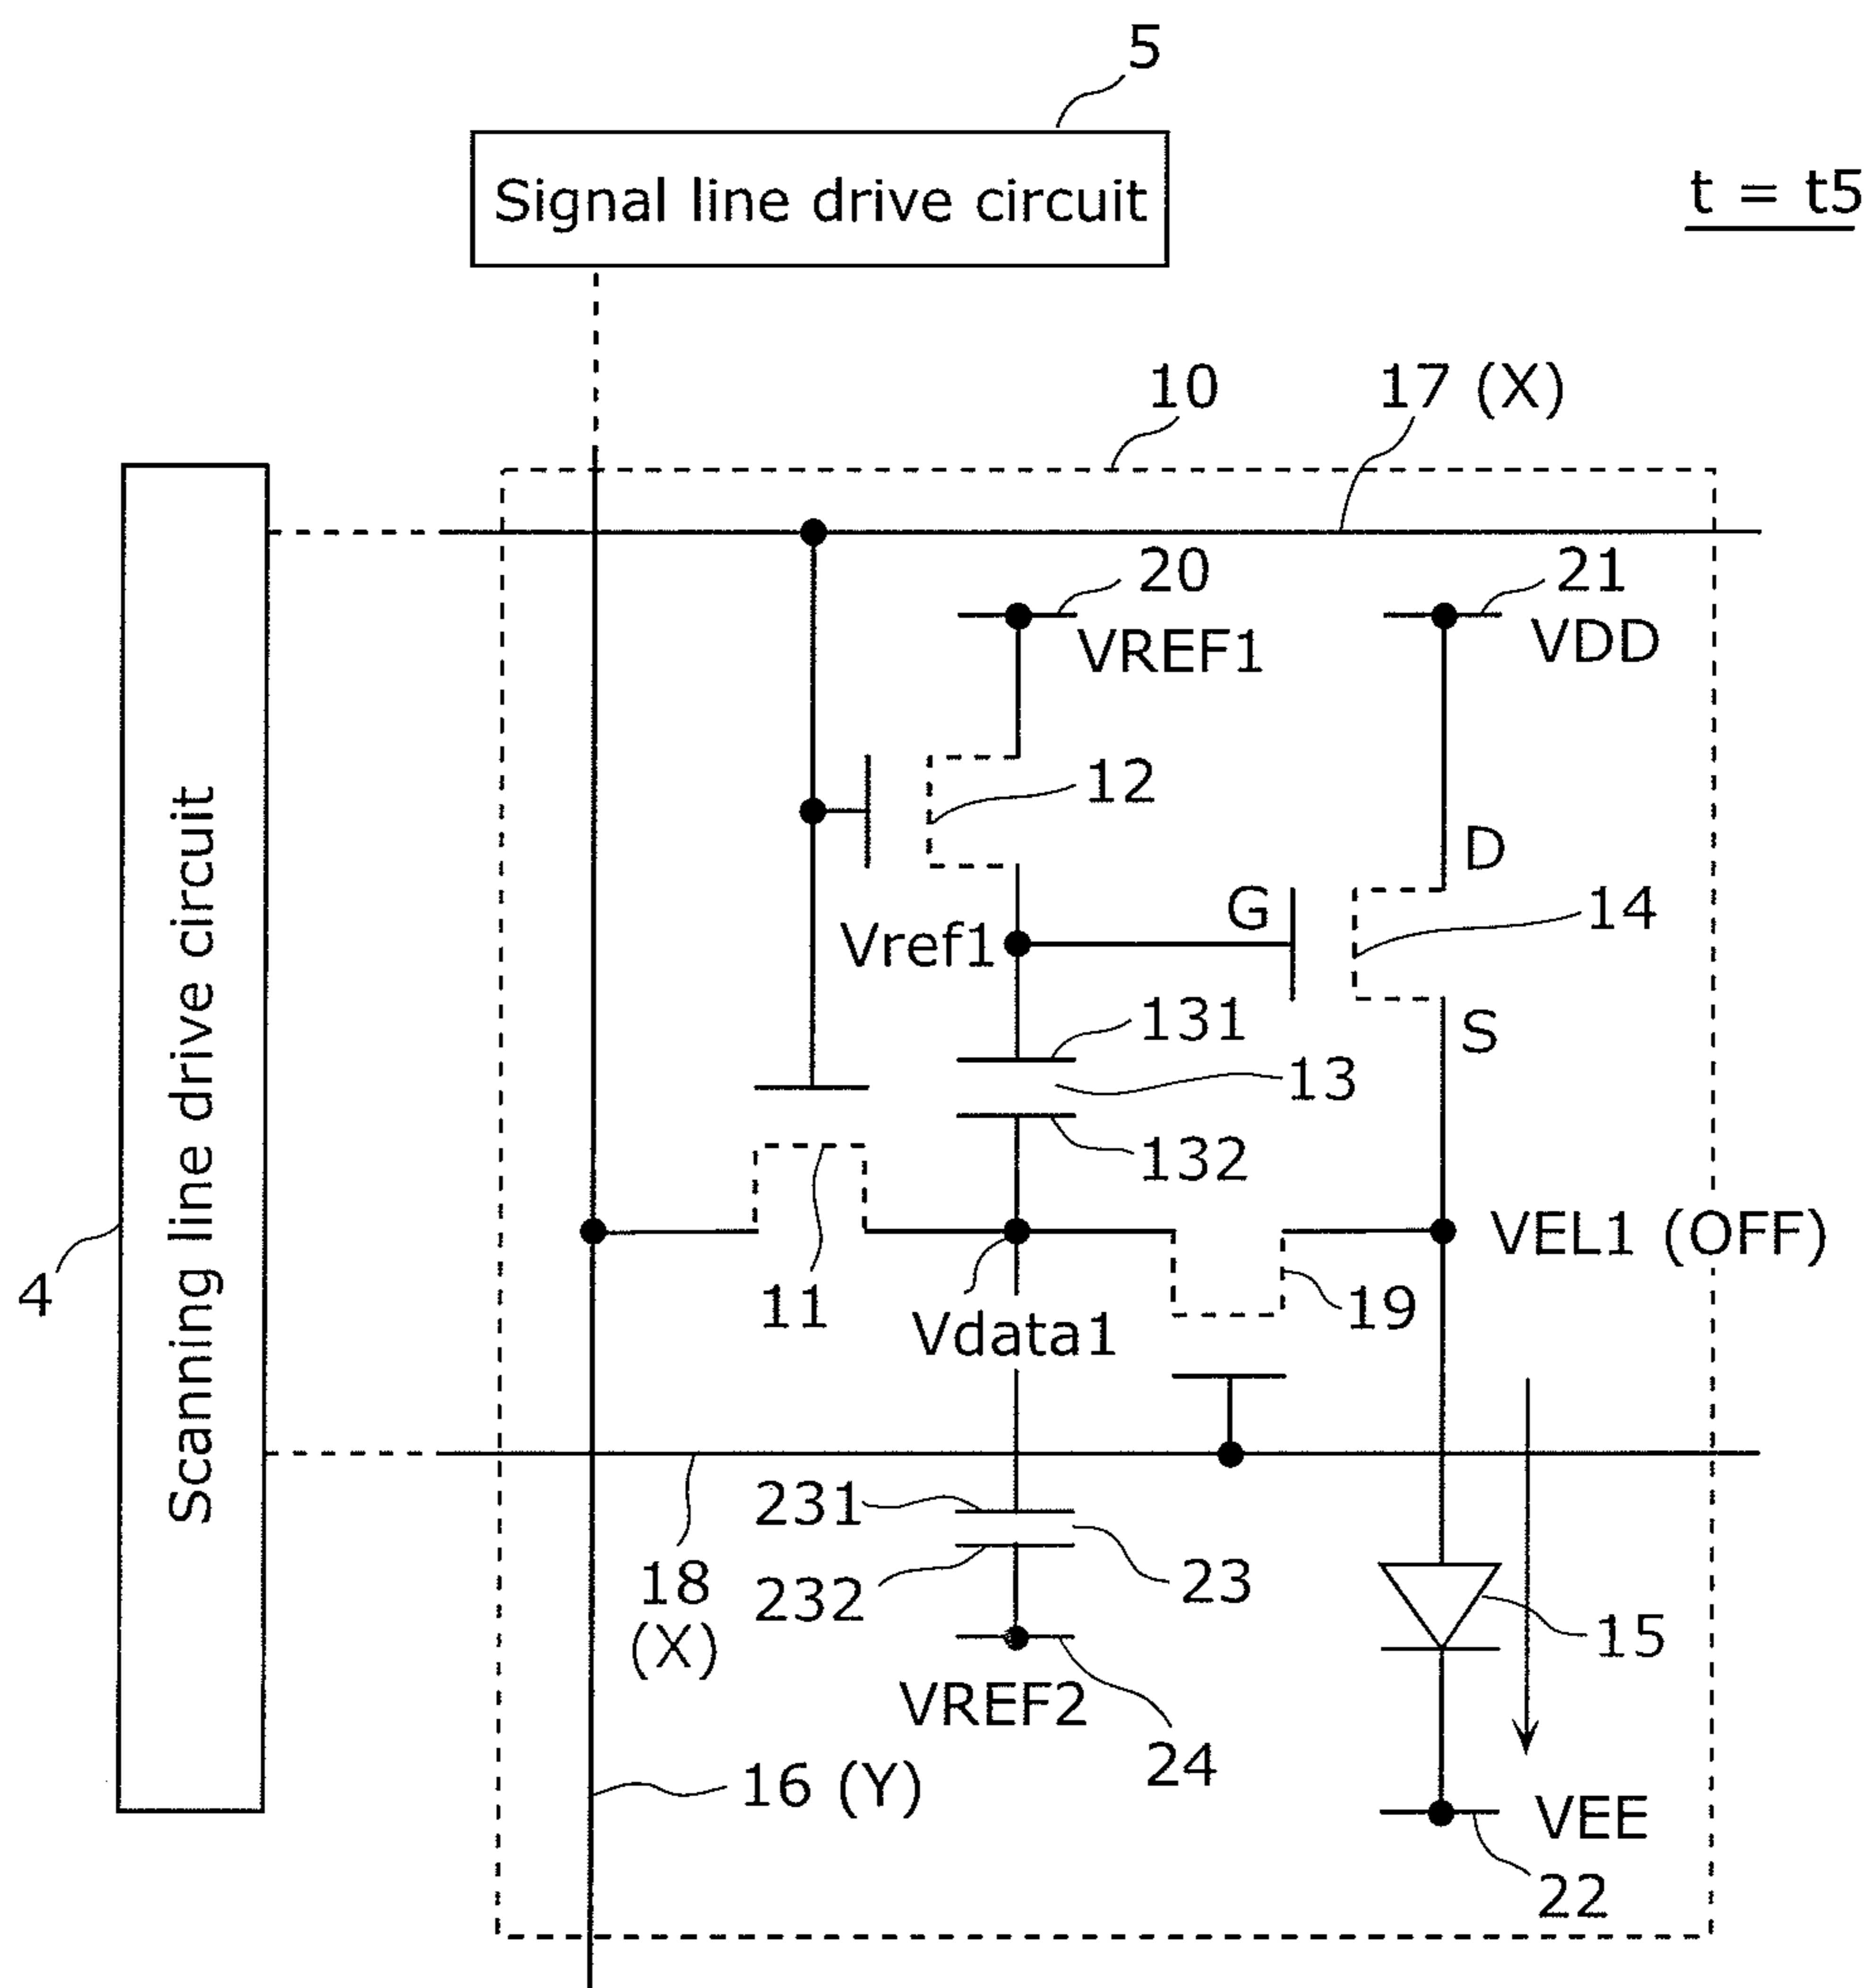 5
Signal line drive circuit
t = t5
10
17 (X)
20
21
VREF1
VDD
12
D
G
14
Vref1
S
131
13
132
Scanning line drive circuit
4
VEL1 (OFF)
11
19
Vdata1
231
23
232
18
(X)
15
VREF2
24
16 (Y)
VEE
22